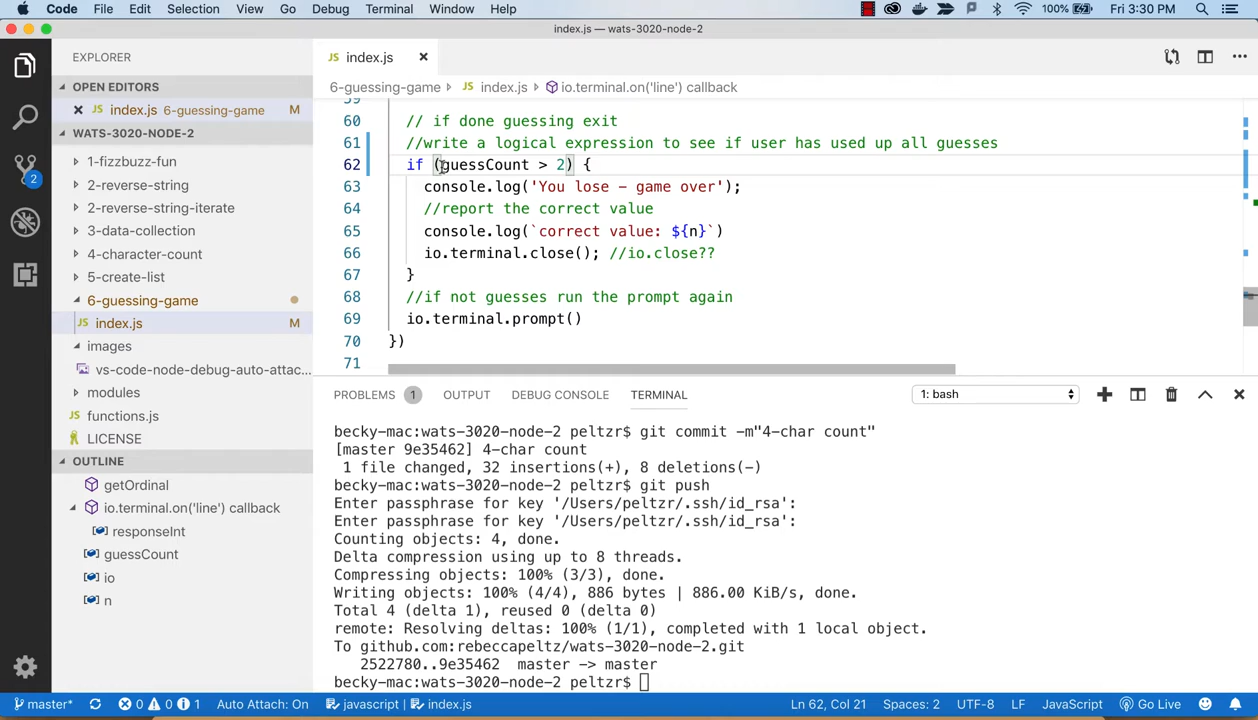 Code File Edit Selection View Go Debug Terminal Window Help 100% Fri 3:30 PM
index.js — wats-3020-node-2
EXPLORER
OPEN EDITORS
index.js 6-guessing-game M
WATS-3020-NODE-2
1-fizzbuzz-fun
2-reverse-string
2-reverse-string-iterate
3-data-collection
4-character-count
5-create-list
6-guessing-game
JS index.js M
images
vs-code-node-debug-auto-attac...
modules
JS functions.js
LICENSE
OUTLINE
getOrdinal
io.terminal.on('line') callback
responseInt
guessCount
io
n
2
JS index.js
6-guessing-game JS index.js io.terminal.on('line') callback
59
60 // if done guessing exit
61 //write a logical expression to see if user has used up all guesses
62 if (guessCount > 2) {
63 console.log('You lose – game over');
64 //report the correct value
65 console.log(`correct value: ${n}`)
66 io.terminal.close(); //io.close??
67 }
68 //if not guesses run the prompt again
69 io.terminal.prompt()
70 })
71
PROBLEMS 1 OUTPUT DEBUG CONSOLE TERMINAL 1: bash
becky-mac:wats-3020-node-2 peltzr$ git commit -m"4-char count"
[master 9e35462] 4-char count
1 file changed, 32 insertions(+), 8 deletions(-)
becky-mac:wats-3020-node-2 peltzr$ git push
Enter passphrase for key '/Users/peltzr/.ssh/id_rsa':
Enter passphrase for key '/Users/peltzr/.ssh/id_rsa':
Counting objects: 4, done.
Delta compression using up to 8 threads.
Compressing objects: 100% (3/3), done.
Writing objects: 100% (4/4), 886 bytes | 886.00 KiB/s, done.
Total 4 (delta 1), reused 0 (delta 0)
remote: Resolving deltas: 100% (1/1), completed with 1 local object.
To github.com:rebeccapeltz/wats-3020-node-2.git
2522780..9e35462 master -> master
becky-mac:wats-3020-node-2 peltzr$
master* 0 0 1 Auto Attach: On javascript | index.js Ln 62, Col 21 Spaces: 2 UTF-8 LF JavaScript Go Live